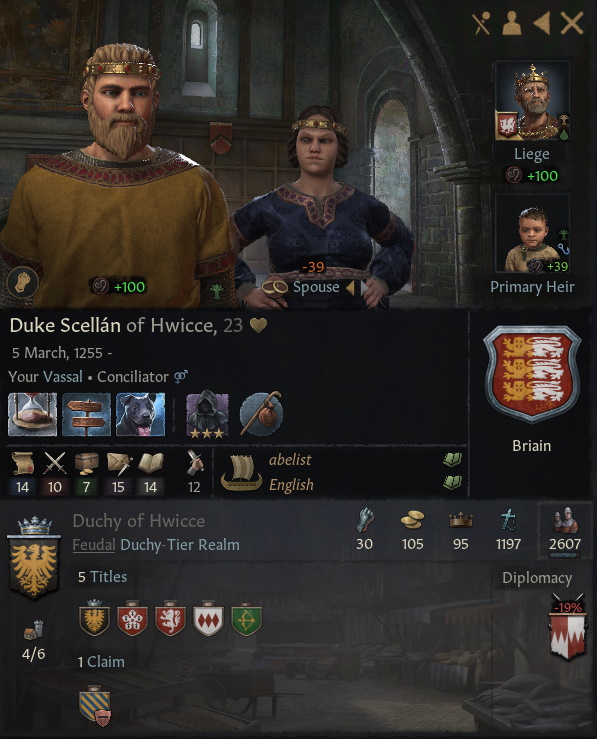 Liege
+100
+39
Primary Heir
+100
-39
Spouse
Duke Scellán of Hwicce, 23
5 March, 1255 -
Your Vassal • Conciliator
14 10 7 15 14 12
abelist
English
Briain
Duchy of Hwicce
Feudal Duchy-Tier Realm
30 105 95 1197 2607
5 Titles
Diplomacy
-19%
4/6
1 Claim